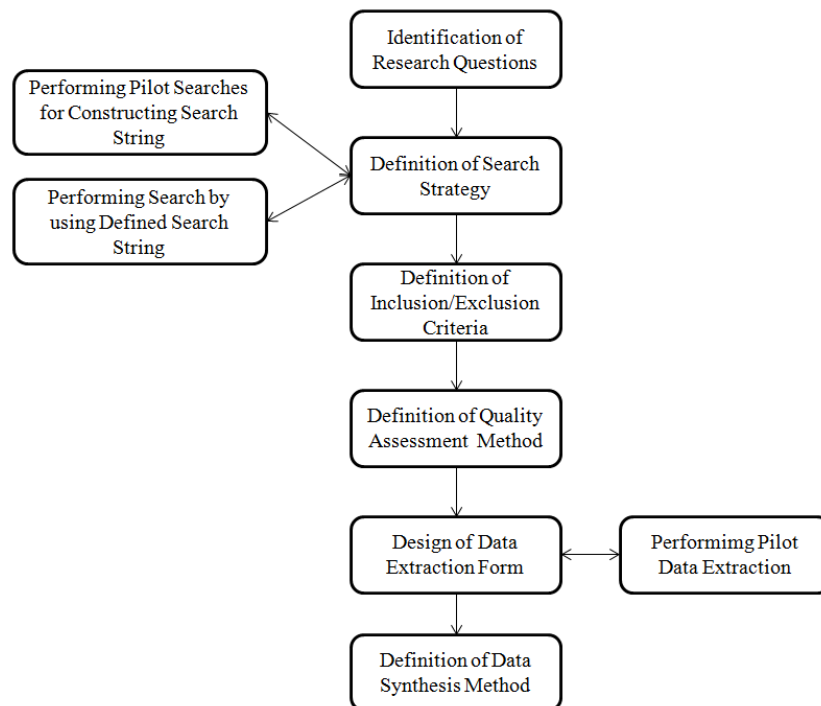 Identification of
Research Questions
Performing Pilot Searches
for Constructing Search
String
Definition of Search
Strategy
Performing Search by
using Defined Search
String
Definition of
Inclusion/Exclusion
Criteria
Definition of Quality
Assessment Method
Design of Data
Extraction Form
Performimg Pilot
Data Extraction
Definition of Data
Synthesis Method